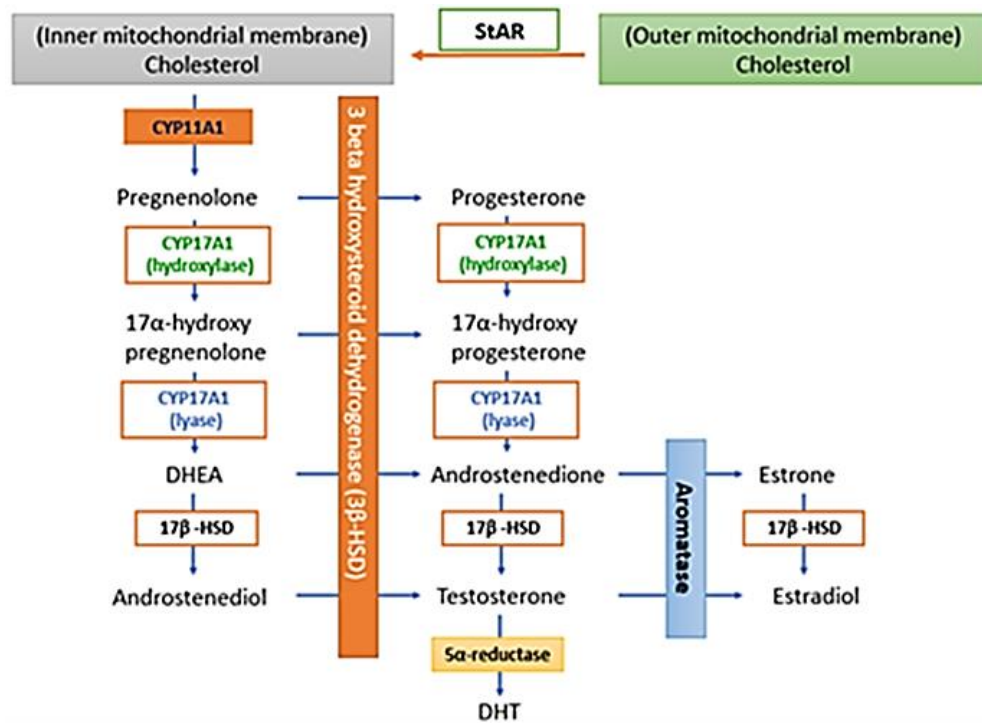 (Inner mitochondrial membrane)
Cholesterol
StAR
(Outer mitochondrial membrane)
Cholesterol
CYP11A1
3 beta hydroxysteroid dehydrogenase (3β-HSD)
Pregnenolone
Progesterone
CYP17A1
(hydroxylase)
CYP17A1
(hydroxylase)
17α-hydroxy
pregnenolone
17α-hydroxy
progesterone
CYP17A1
(lyase)
CYP17A1
(lyase)
DHEA
Androstenedione
Aromatase
Estrone
17β -HSD
17β -HSD
17β -HSD
Androstenediol
Testosterone
Estradiol
5α-reductase
DHT